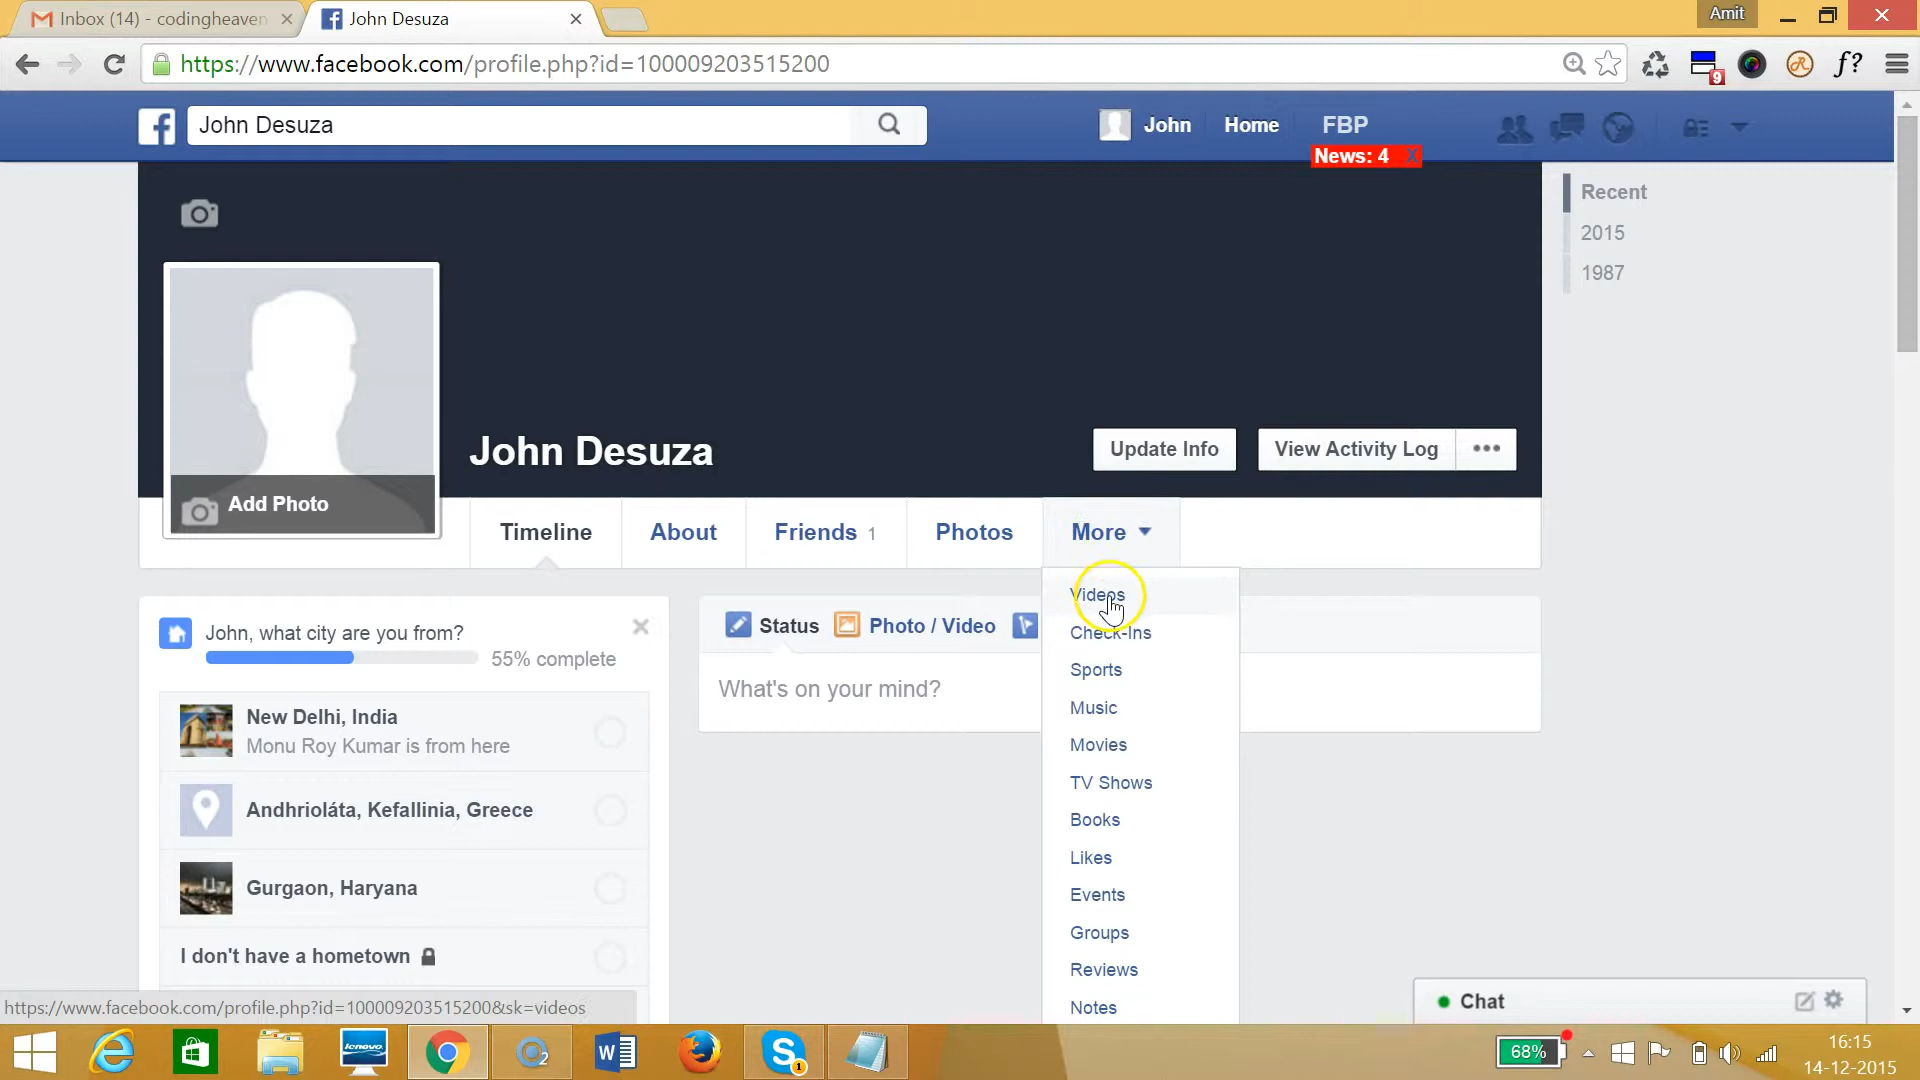 Inbox (14) - codingheaven
John Desuza
Amit
https://www.facebook.com/profile.php?id=100009203515200
9
f?
John Desuza
John
Home
FBP
News: 4 X
Recent
2015
1987
John Desuza
Update Info
View Activity Log
Add Photo
Timeline
About
Friends 1
Photos
More
Videos
Check-Ins
Sports
Music
Movies
TV Shows
Books
Likes
Events
Groups
Reviews
Notes
John, what city are you from?
55% complete
New Delhi, India
Monu Roy Kumar is from here
Andhrioláta, Kefallinia, Greece
Gurgaon, Haryana
I don't have a hometown
Status
Photo / Video
What's on your mind?
Chat
https://www.facebook.com/profile.php?id=100009203515200&sk=videos
lenovo
2
W
S
1
68%
16:15
14-12-2015